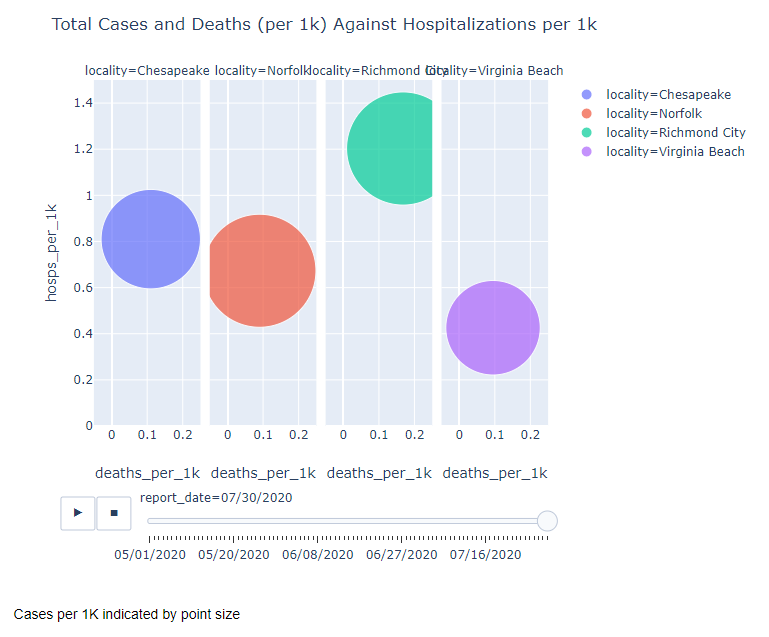 Total Cases and Deaths (per 1k) Against Hospitalizations per 1k
locality=Chesapeake locality=Norfolk locality=Richmond City locality=Virginia Beach
locality=Chesapeake
locality=Norfolk
locality=Richmond City
locality=Virginia Beach
hosps_per_1k
1.4
1.2
1
0.8
0.6
0.4
0.2
0
0 0.1 0.2 0 0.1 0.2 0 0.1 0.2 0 0.1 0.2
deaths_per_1k deaths_per_1k deaths_per_1k deaths_per_1k
report_date=07/30/2020
05/01/2020 05/20/2020 06/08/2020 06/27/2020 07/16/2020
Cases per 1K indicated by point size